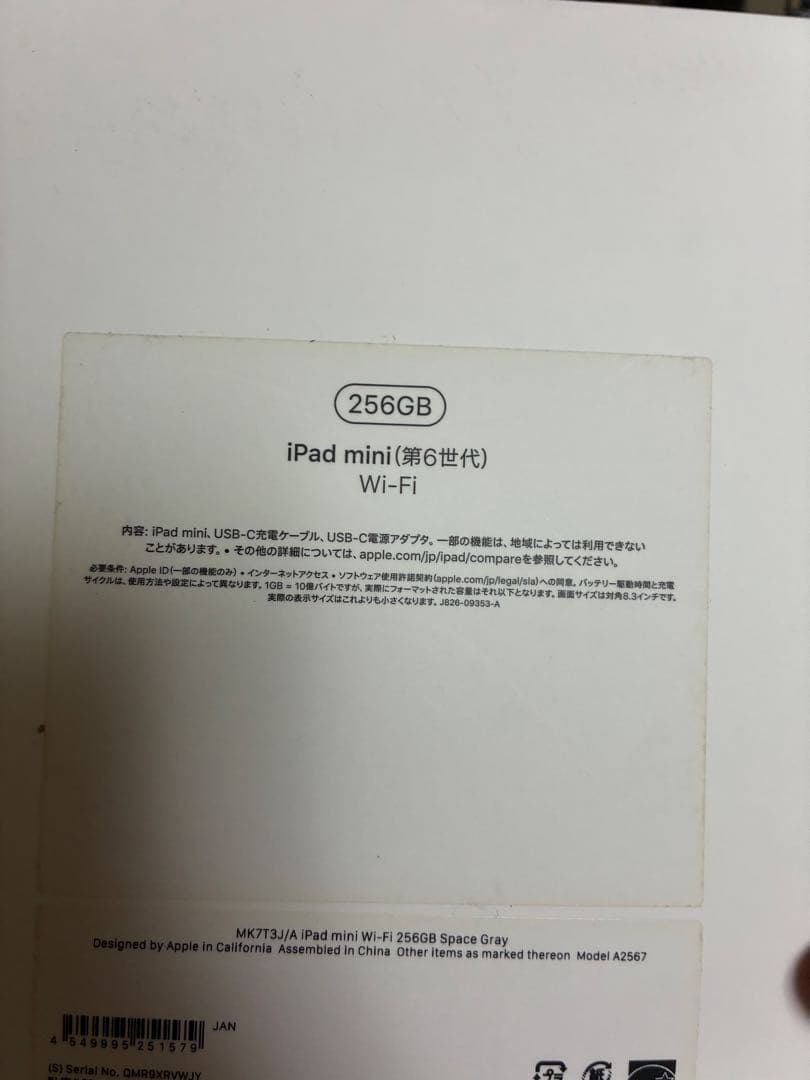 256GB
iPad mini(第6世代)
Wi-Fi
内容: iPad mini、USB-C充電ケーブル、USB-C電源アダプタ。一部の機能は、地域によっては利用できない
ことがあります。• その他の詳細については、apple.com/jp/ipad/compareを参照してください。
必要条件: Apple ID(一部の機能のみ) • インターネットアクセス • ソフトウェア使用許諾契約(apple.com/jp/legal/sla)への同意。バッテリー駆動時間と充電
サイクルは、使用方法や設定によって異なります。1GB = 10億バイトですが、実際にフォーマットされた容量はそれ以下となります。画面サイズは対角8.3インチです。
実際の表示サイズはこれよりも小さくなります。J826-09353-A
MK7T3J/A iPad mini Wi-Fi 256GB Space Gray
Designed by Apple in California Assembled in China Other items as marked thereon Model A2567
JAN
4 549995 251579
(S) Serial No. QMR9XRVWJY
紙